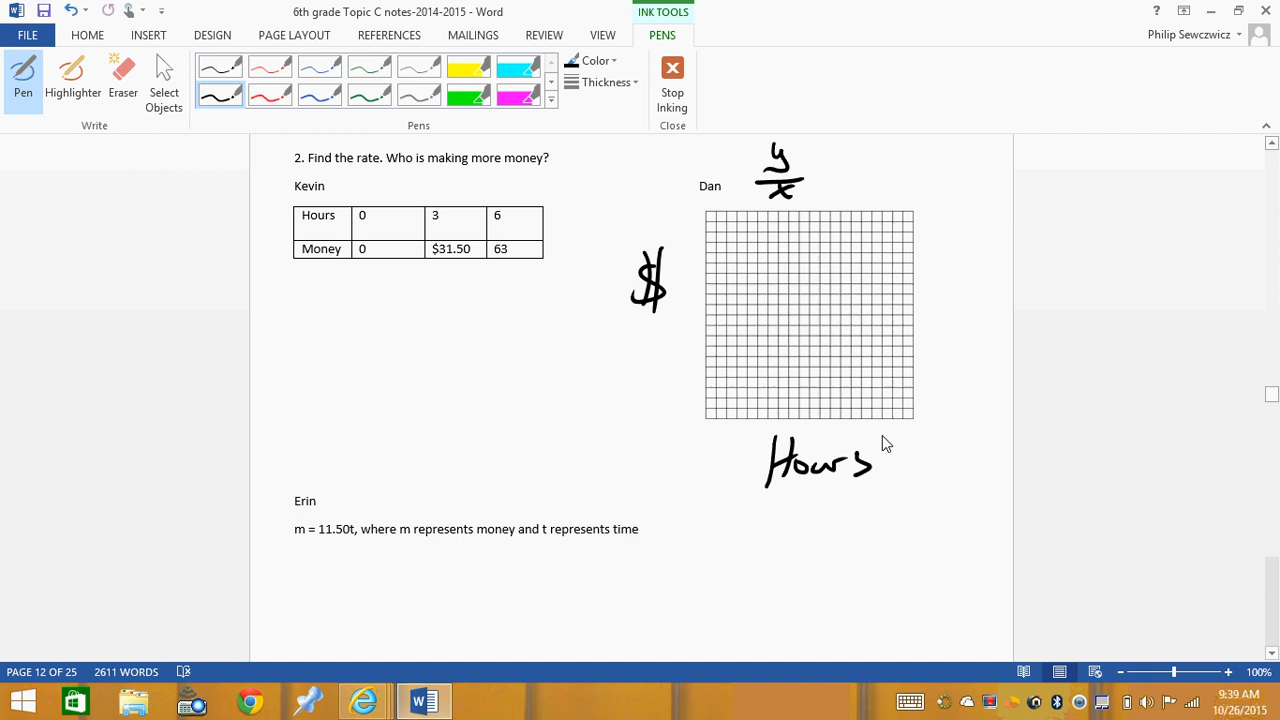 6th grade Topic C notes-2014-2015 - Word
INK TOOLS
FILE HOME INSERT DESIGN PAGE LAYOUT REFERENCES MAILINGS REVIEW VIEW PENS
Philip Sewczwicz
Pen Highlighter Eraser Select Objects
Color
Thickness
Stop Inking
Write Pens Close
2. Find the rate. Who is making more money?
y
Kevin Dan
x
Hours 0 3 6
Money 0 $31.50 63
$
Hours
Erin
m = 11.50t, where m represents money and t represents time
PAGE 12 OF 25 2611 WORDS 100%
9:39 AM
10/26/2015